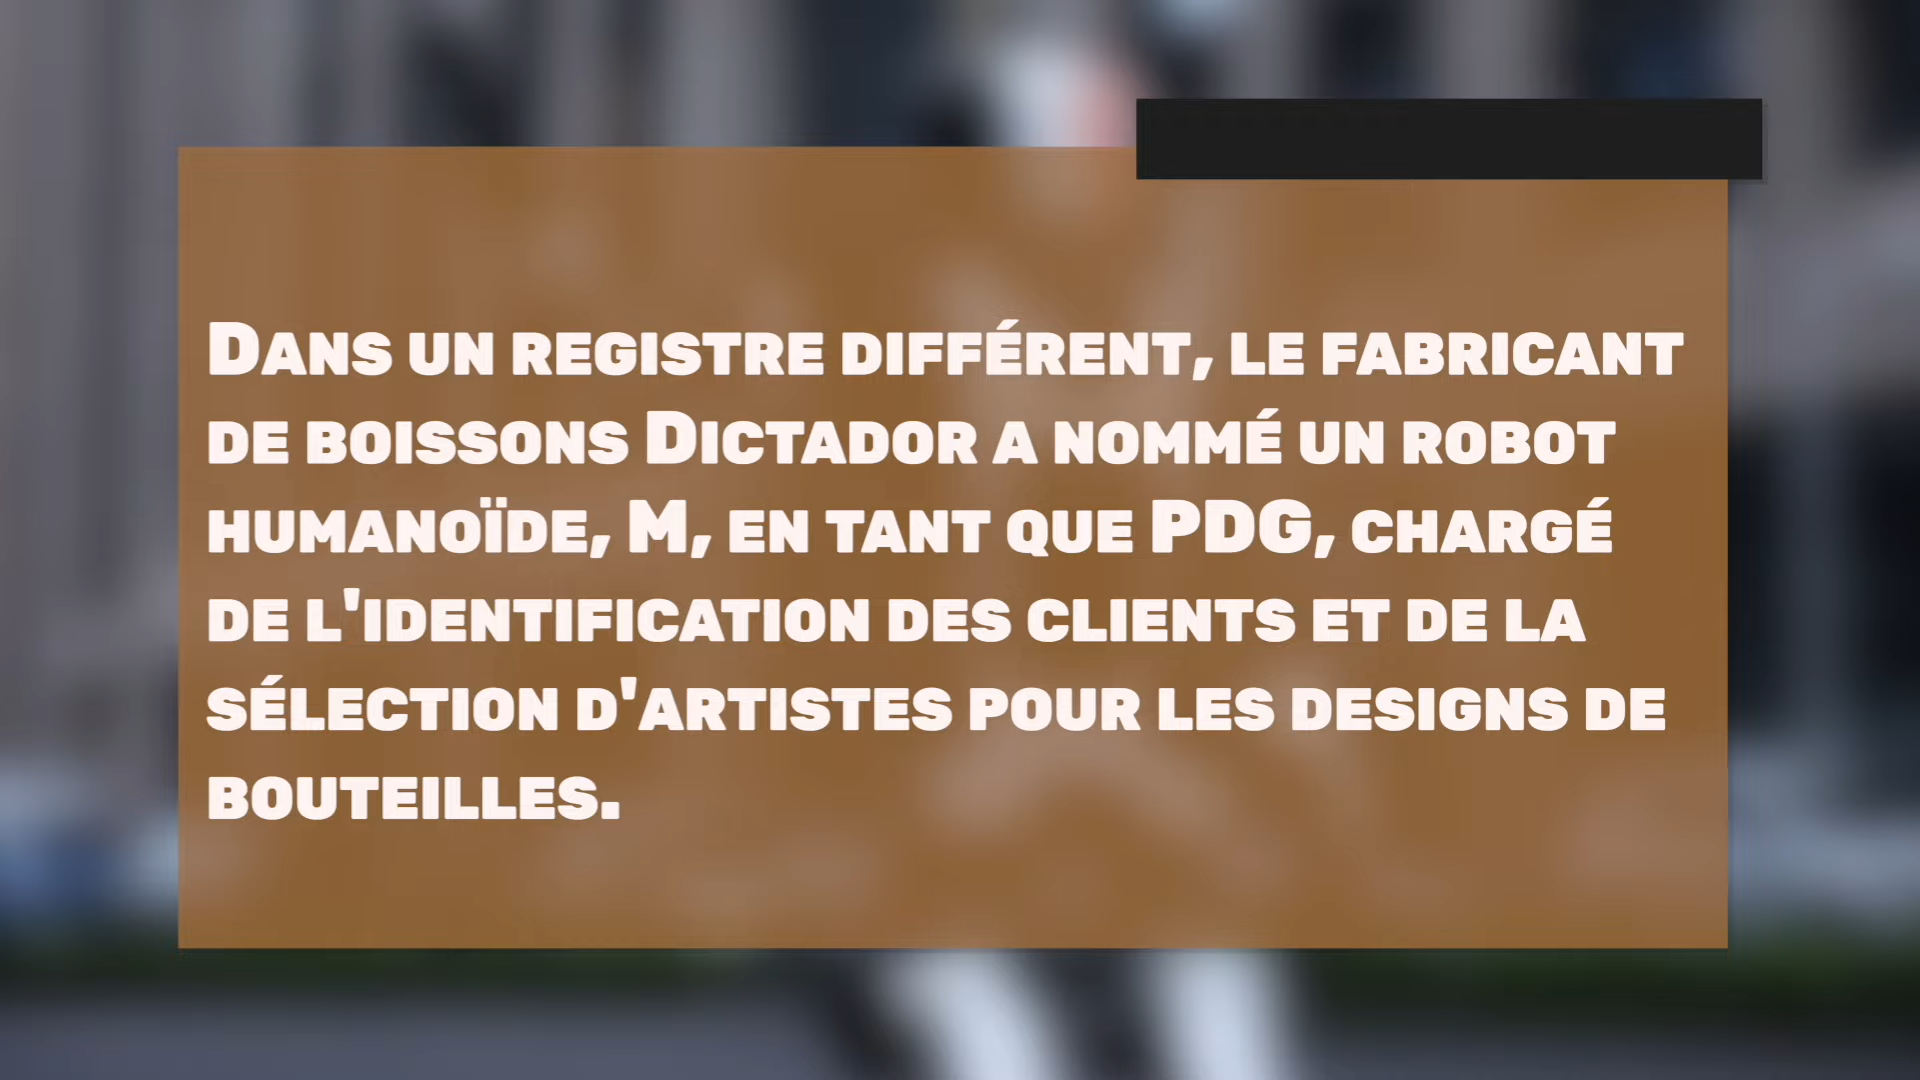 Dans un registre différent, le fabricant
de boissons Dictador a nommé un robot
humanoïde, M, en tant que PDG, chargé
de l'identification des clients et de la
sélection d'artistes pour les designs de
bouteilles.